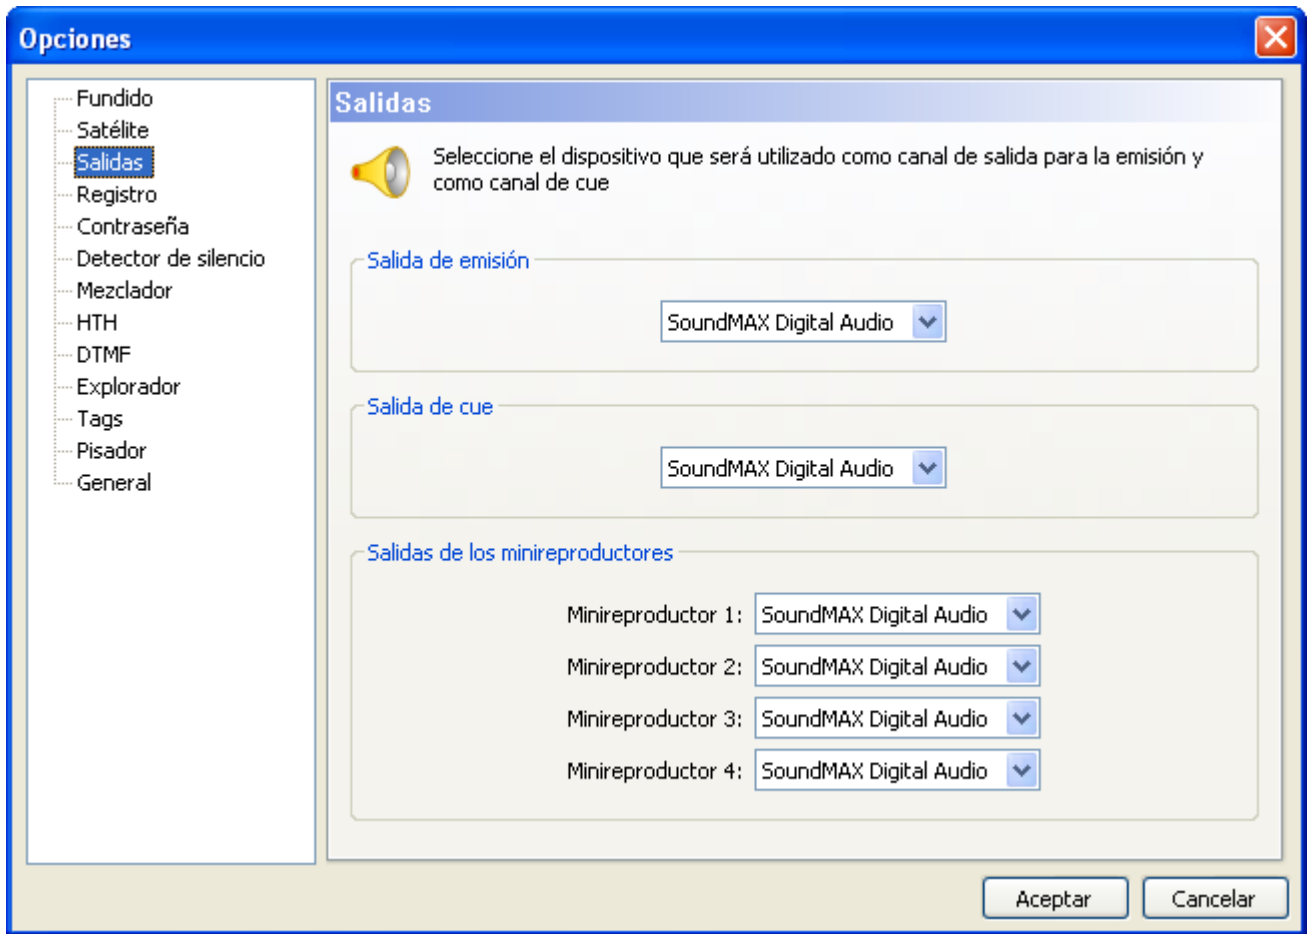 Opciones
Fundido
Satélite
Salidas
Registro
Contraseña
Detector de silencio
Mezclador
HTH
DTMF
Explorador
Tags
Pisador
General
Salidas
Seleccione el dispositivo que será utilizado como canal de salida para la emisión y
como canal de cue
Salida de emisión
SoundMAX Digital Audio
Salida de cue
SoundMAX Digital Audio
Salidas de los minireproductores
Minireproductor 1: SoundMAX Digital Audio
Minireproductor 2: SoundMAX Digital Audio
Minireproductor 3: SoundMAX Digital Audio
Minireproductor 4: SoundMAX Digital Audio
Aceptar Cancelar